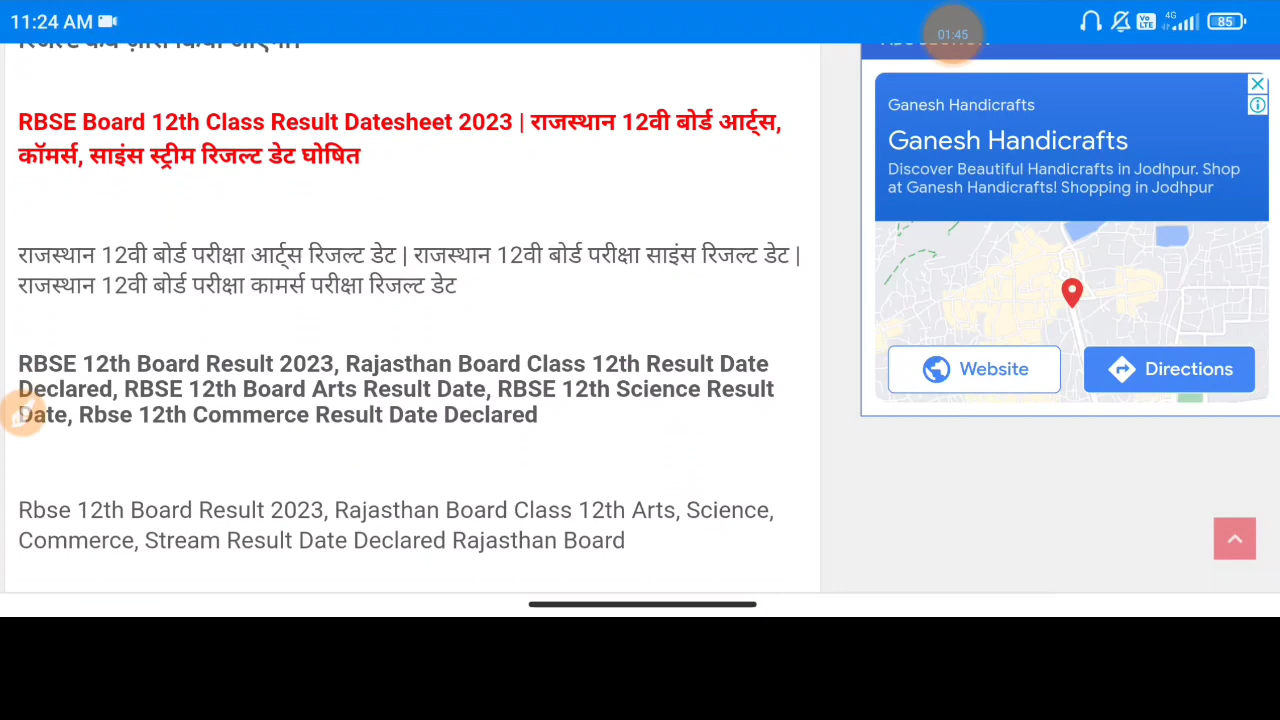 11:24 AM
01:45
4G
Vo
LTE
85
RBSE Board 12th Class Result Datesheet 2023 | राजस्थान 12वी बोर्ड आर्ट्स,
कॉमर्स, साइंस स्ट्रीम रिजल्ट डेट घोषित
राजस्थान 12वी बोर्ड परीक्षा आर्ट्स रिजल्ट डेट | राजस्थान 12वी बोर्ड परीक्षा साइंस रिजल्ट डेट |
राजस्थान 12वी बोर्ड परीक्षा कामर्स परीक्षा रिजल्ट डेट
RBSE 12th Board Result 2023, Rajasthan Board Class 12th Result Date
Declared, RBSE 12th Board Arts Result Date, RBSE 12th Science Result
Date, Rbse 12th Commerce Result Date Declared
Rbse 12th Board Result 2023, Rajasthan Board Class 12th Arts, Science,
Commerce, Stream Result Date Declared Rajasthan Board
Ganesh Handicrafts
Ganesh Handicrafts
Discover Beautiful Handicrafts in Jodhpur. Shop
at Ganesh Handicrafts! Shopping in Jodhpur
Website
Directions